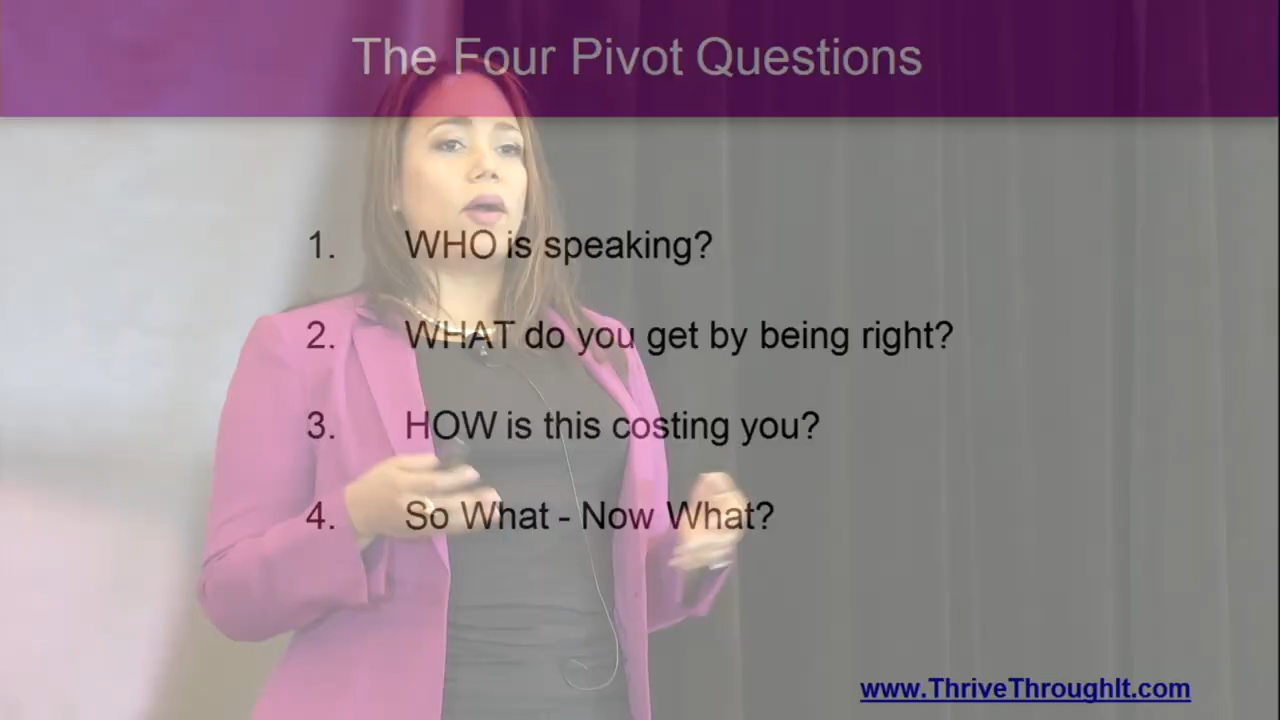 The Four Pivot Questions
1. WHO is speaking?
2. WHAT do you get by being right?
3. HOW is this costing you?
4. So What - Now What?
www.ThriveThroughIt.com